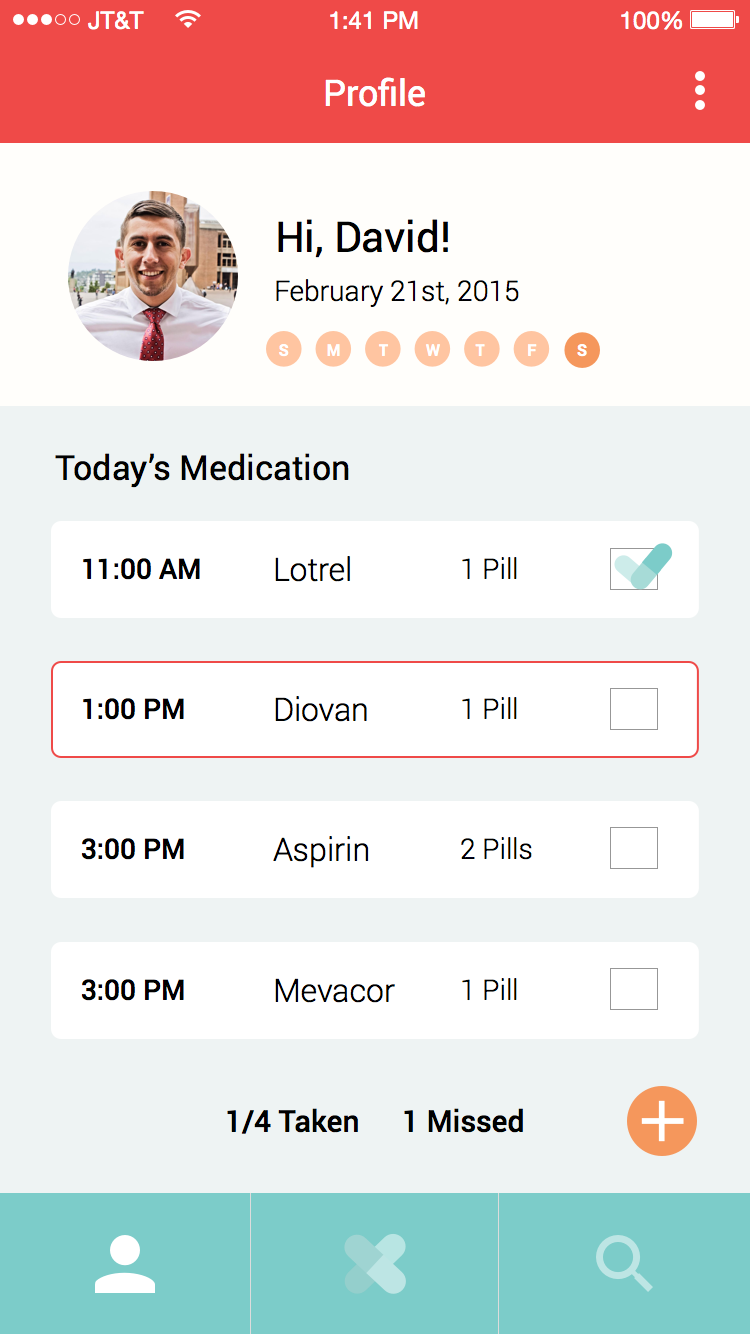 JT&T 1:41 PM 100%
Profile
Hi, David!
February 21st, 2015
S M T W T F S
Today’s Medication
11:00 AM Lotrel 1 Pill
1:00 PM Diovan 1 Pill
3:00 PM Aspirin 2 Pills
3:00 PM Mevacor 1 Pill
1/4 Taken 1 Missed